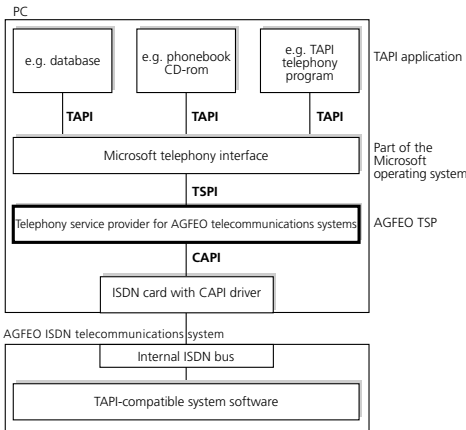 PC
e.g. database
e.g. phonebook
CD-rom
e.g. TAPI
telephony
program
TAPI application
TAPI
TAPI
TAPI
Microsoft telephony interface
Part of the
Microsoft
operating system
TSPI
Telephony service provider for AGFEO telecommunications systems
AGFEO TSP
CAPI
ISDN card with CAPI driver
AGFEO ISDN telecommunications system
Internal ISDN bus
TAPI-compatible system software